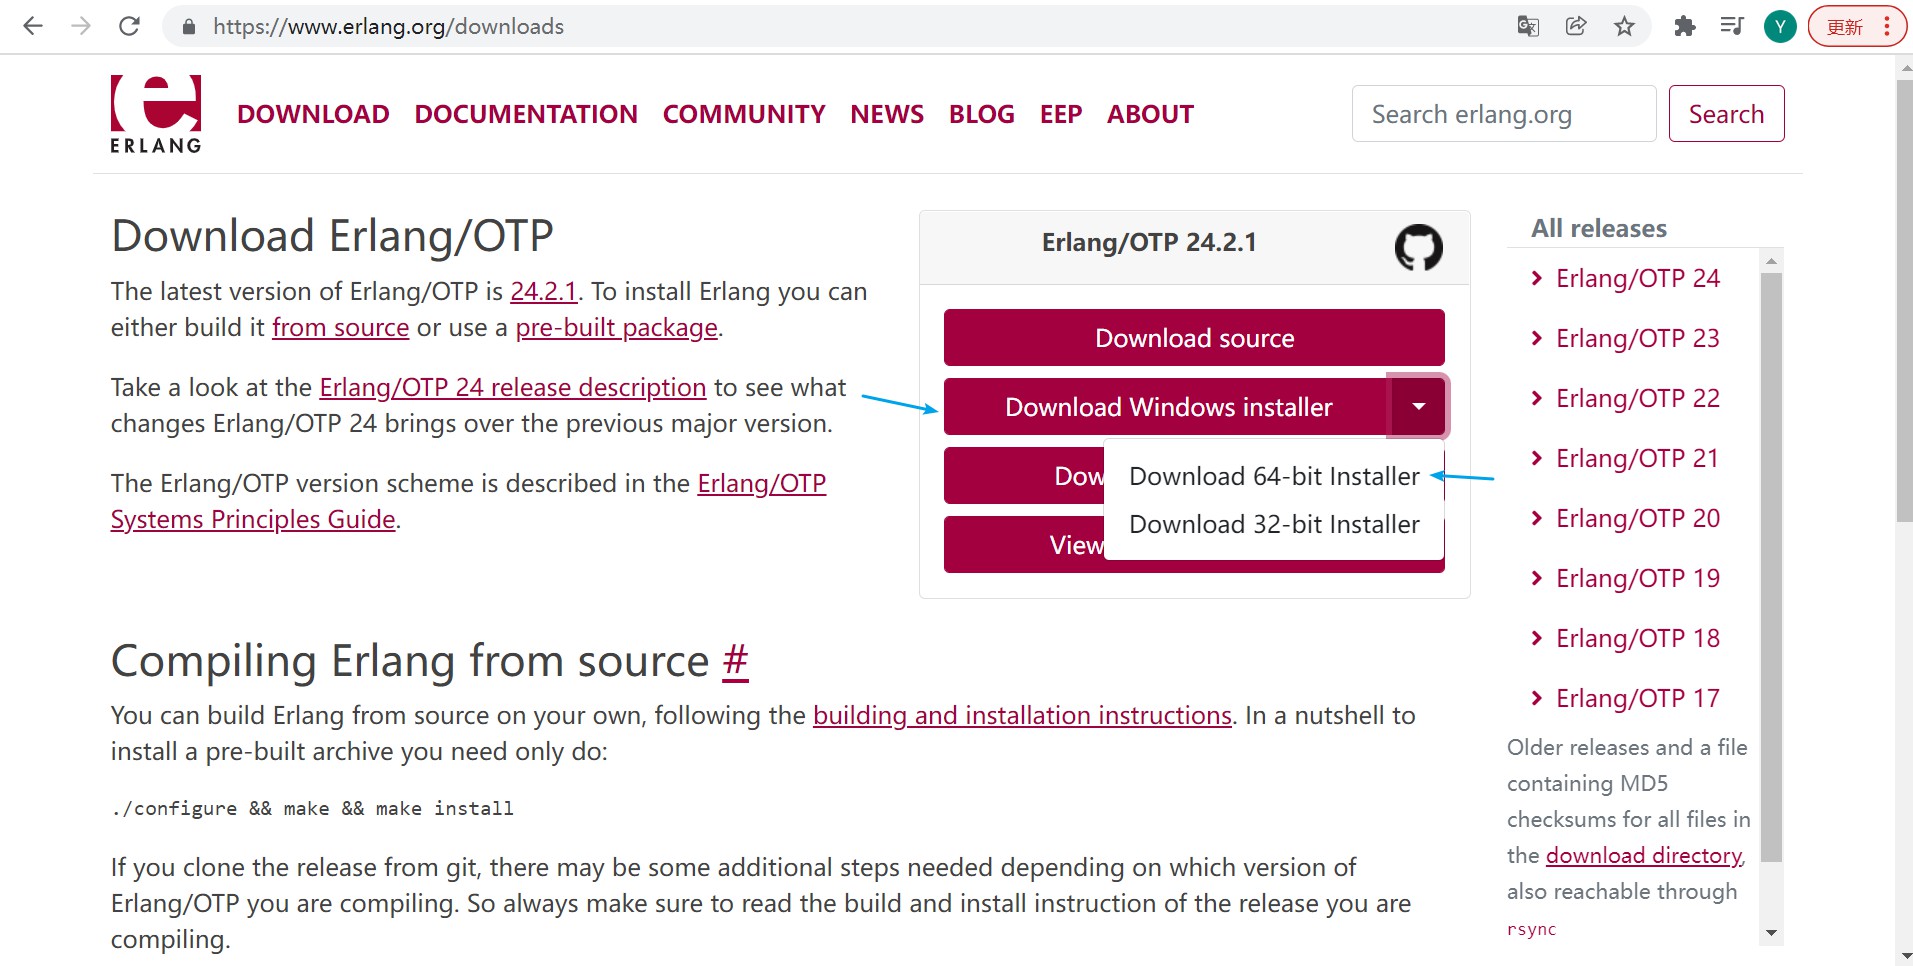 https://www.erlang.org/downloads
Y
更新
ERLANG
DOWNLOAD DOCUMENTATION COMMUNITY NEWS BLOG EEP ABOUT
Search erlang.org
Search
Download Erlang/OTP
The latest version of Erlang/OTP is 24.2.1. To install Erlang you can
either build it from source or use a pre-built package.
Take a look at the Erlang/OTP 24 release description to see what
changes Erlang/OTP 24 brings over the previous major version.
The Erlang/OTP version scheme is described in the Erlang/OTP
Systems Principles Guide.
Erlang/OTP 24.2.1
Download source
Download Windows installer
Download 64-bit Installer
Download 32-bit Installer
View
All releases
Erlang/OTP 24
Erlang/OTP 23
Erlang/OTP 22
Erlang/OTP 21
Erlang/OTP 20
Erlang/OTP 19
Erlang/OTP 18
Erlang/OTP 17
Older releases and a file
containing MD5
checksums for all files in
the download directory,
also reachable through
rsync
Compiling Erlang from source #
You can build Erlang from source on your own, following the building and installation instructions. In a nutshell to
install a pre-built archive you need only do:
./configure && make && make install
If you clone the release from git, there may be some additional steps needed depending on which version of
Erlang/OTP you are compiling. So always make sure to read the build and install instruction of the release you are
compiling.